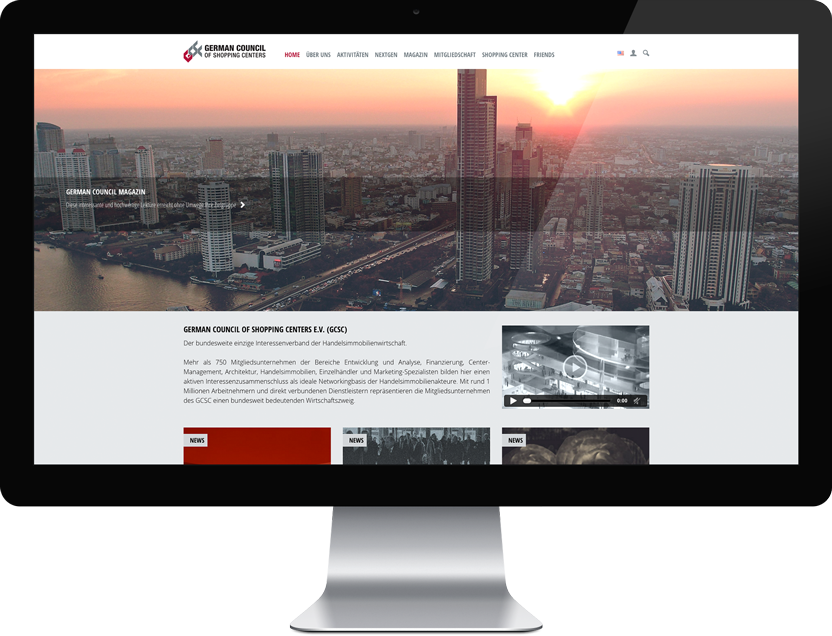 GERMAN COUNCIL
OF SHOPPING CENTERS
HOME ÜBER UNS AKTIVITÄTEN NEXTGEN MAGAZIN MITGLIEDSCHAFT SHOPPING CENTER FRIENDS
GERMAN COUNCIL MAGAZIN
Diese interessante und hochwertige Lektüre erreicht ohne Umwege Ihre Zielgruppe.
GERMAN COUNCIL OF SHOPPING CENTERS E.V. (GCSC)
Der bundesweite einzige Interessenverband der Handelsimmobilienwirtschaft.
Mehr als 750 Mitgliedsunternehmen der Bereiche Entwicklung und Analyse, Finanzierung, Center-
Management, Architektur, Handelsimmobilien, Einzelhändler und Marketing-Spezialisten bilden hier einen
aktiven Interessenzusammenschluss als ideale Networkingbasis der Handelsimmobilienakteure. Mit rund 1
Millionen Arbeitnehmern und direkt verbundenen Dienstleistern repräsentieren die Mitgliedsunternehmen
des GCSC einen bundesweit bedeutenden Wirtschaftszweig.
0:00
NEWS
NEWS
NEWS